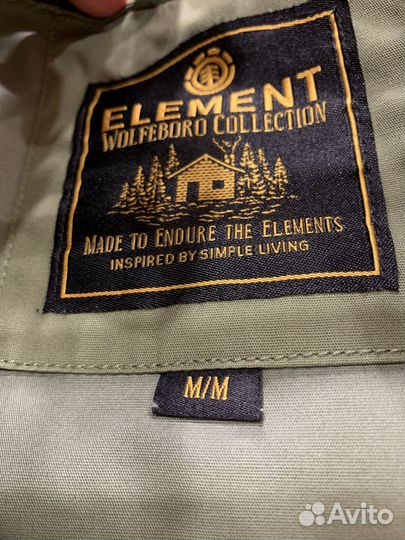 ELEMENT
WOLFEBORO COLLECTION
MADE TO ENDURE THE ELEMENTS
INSPIRED BY SIMPLE LIVING
M/M
Avito